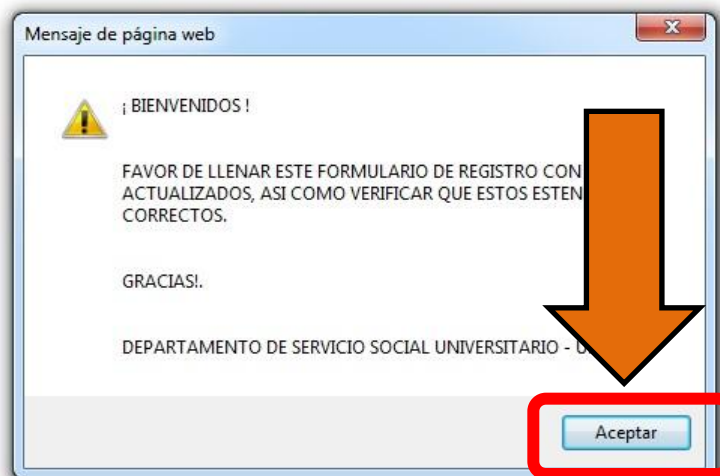 Mensaje de página web
¡ BIENVENIDOS !
FAVOR DE LLENAR ESTE FORMULARIO DE REGISTRO CON
ACTUALIZADOS, ASI COMO VERIFICAR QUE ESTOS ESTEN
CORRECTOS.
GRACIAS!.
DEPARTAMENTO DE SERVICIO SOCIAL UNIVERSITARIO -
Aceptar